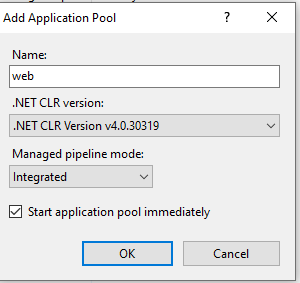 Add Application Pool
Name:
web
.NET CLR version:
.NET CLR Version v4.0.30319
Managed pipeline mode:
Integrated
Start application pool immediately
OK
Cancel